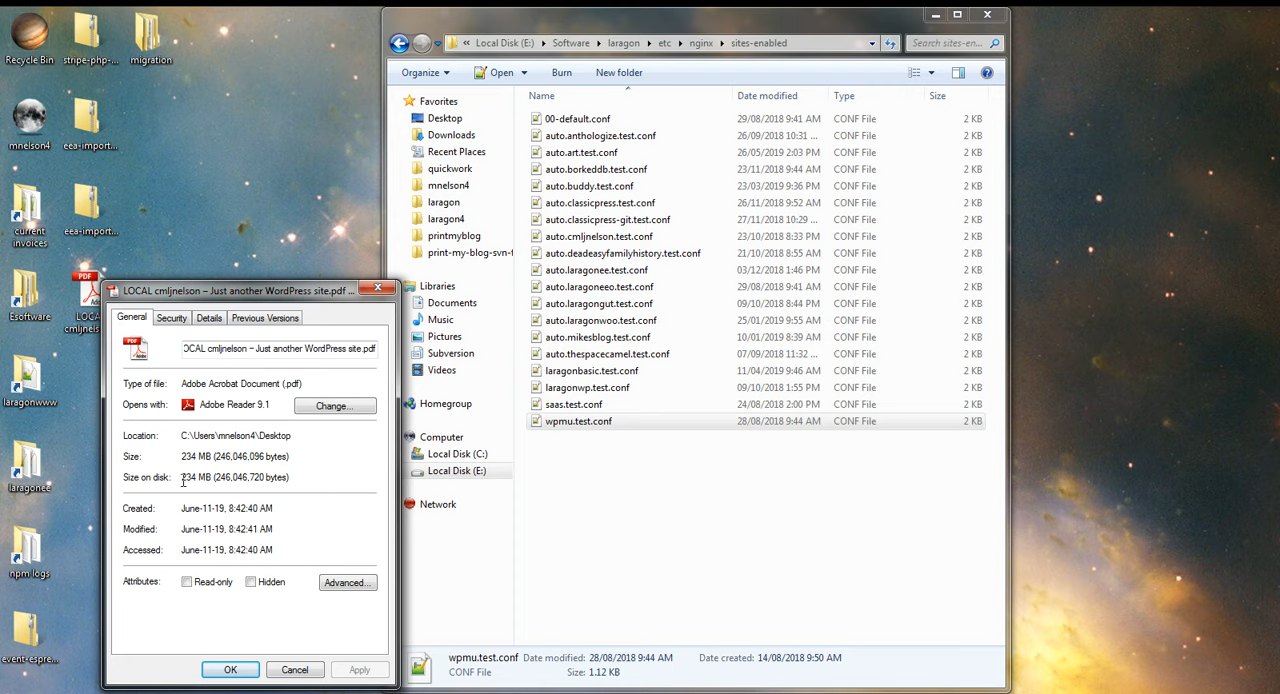 Recycle Bin
stripe-php-...
migration
mnelson4
eea-import...
current
invoices
eea-import...
Esoftware
LOC
cmljnelson
laragonwww
laragonee
npm logs
event-espre...
« Local Disk (E:) Software laragon etc nginx sites-enabled
Search sites-en...
Organize Open Burn New folder
Favorites
Desktop
Downloads
Recent Places
quickwork
mnelson4
laragon
laragon4
printmyblog
print-my-blog-svn-f
Libraries
Documents
Music
Pictures
Subversion
Videos
Homegroup
Computer
Local Disk (C:)
Local Disk (E:)
Network
Name Date modified Type Size
00-default.conf 29/08/2018 9:41 AM CONF File 2 KB
auto.anthologize.test.conf 26/09/2018 10:31 ... CONF File 2 KB
auto.art.test.conf 26/05/2019 2:03 PM CONF File 2 KB
auto.borkeddb.test.conf 23/11/2018 9:44 AM CONF File 2 KB
auto.buddy.test.conf 23/03/2019 9:36 PM CONF File 2 KB
auto.classicpress.test.conf 26/11/2018 9:52 AM CONF File 2 KB
auto.classicpress-git.test.conf 27/11/2018 10:29 ... CONF File 2 KB
auto.cmljnelson.test.conf 23/10/2018 8:33 PM CONF File 2 KB
auto.deadeasyfamilyhistory.test.conf 21/10/2018 8:55 AM CONF File 2 KB
auto.laragonee.test.conf 03/12/2018 1:46 PM CONF File 2 KB
auto.laragoneeo.test.conf 29/08/2018 9:41 AM CONF File 2 KB
auto.laragongut.test.conf 09/10/2018 8:44 PM CONF File 2 KB
auto.laragonwoo.test.conf 25/01/2019 9:55 AM CONF File 2 KB
auto.mikesblog.test.conf 10/01/2019 8:39 AM CONF File 2 KB
auto.thespacecamel.test.conf 07/09/2018 11:32 ... CONF File 2 KB
laragonbasic.test.conf 11/04/2019 9:46 AM CONF File 2 KB
laragonwp.test.conf 09/10/2018 1:55 PM CONF File 2 KB
saas.test.conf 24/08/2018 2:00 PM CONF File 2 KB
wpmu.test.conf 28/08/2018 9:44 AM CONF File 2 KB
wpmu.test.conf Date modified: 28/08/2018 9:44 AM Date created: 14/08/2018 9:50 AM
CONF File Size: 1.12 KB
LOCAL cmljnelson – Just another WordPress site.pdf ...
General Security Details Previous Versions
OCAL cmljnelson – Just another WordPress site.pdf
Type of file: Adobe Acrobat Document (.pdf)
Opens with: Adobe Reader 9.1 Change...
Location: C:\Users\mnelson4\Desktop
Size: 234 MB (246,046,096 bytes)
Size on disk: 234 MB (246,046,720 bytes)
Created: June-11-19, 8:42:40 AM
Modified: June-11-19, 8:42:41 AM
Accessed: June-11-19, 8:42:40 AM
Attributes: Read-only Hidden Advanced...
OK Cancel Apply